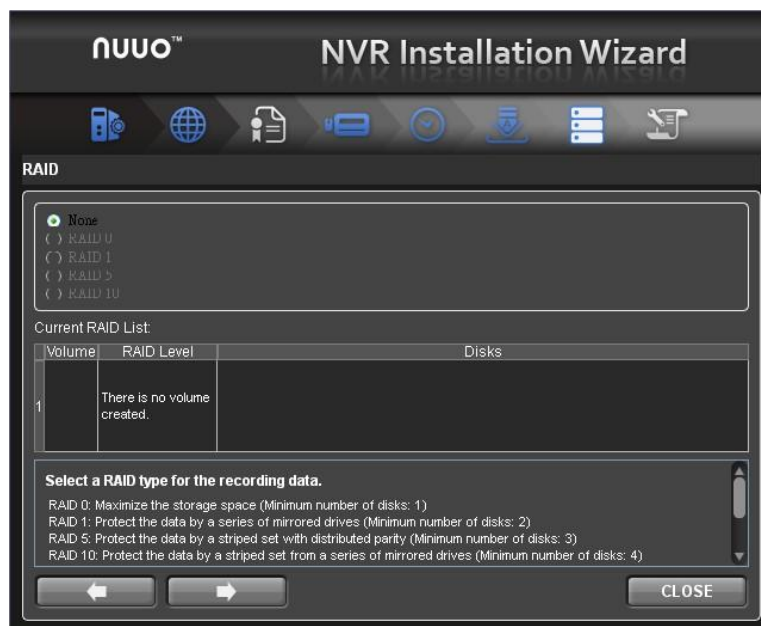 nuuo™
NVR Installation Wizard
RAID
None
RAID 0
RAID 1
RAID 5
RAID 10
Current RAID List:
Volume RAID Level Disks
1 There is no volume
created.
Select a RAID type for the recording data.
RAID 0: Maximize the storage space (Minimum number of disks: 1)
RAID 1: Protect the data by a series of mirrored drives (Minimum number of disks: 2)
RAID 5: Protect the data by a striped set with distributed parity (Minimum number of disks: 3)
RAID 10: Protect the data by a striped set from a series of mirrored drives (Minimum number of disks: 4)
CLOSE